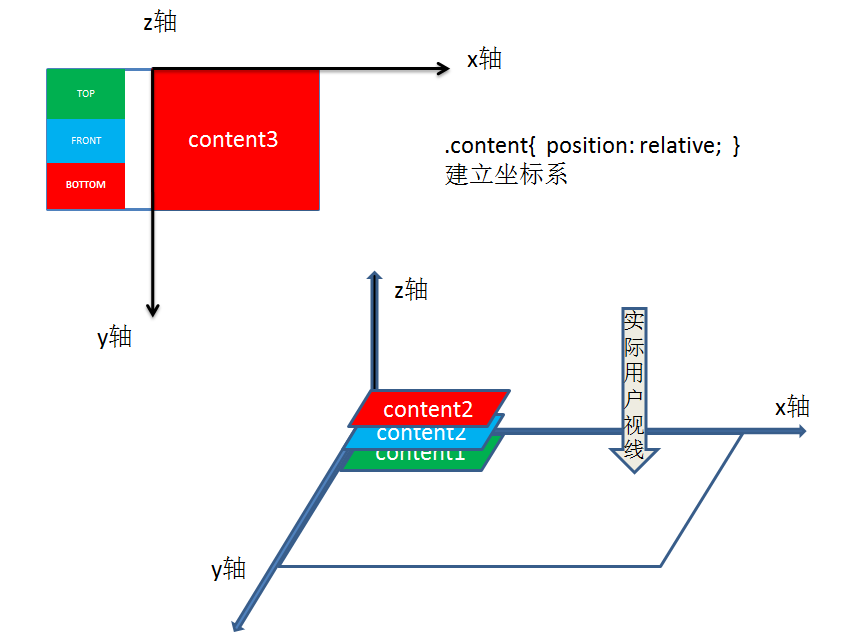 z轴
x轴
TOP
FRONT
BOTTOM
content3
.content{ position: relative; }
建立坐标系
y轴
z轴
实际用户视线
content2
content2
content1
x轴
y轴